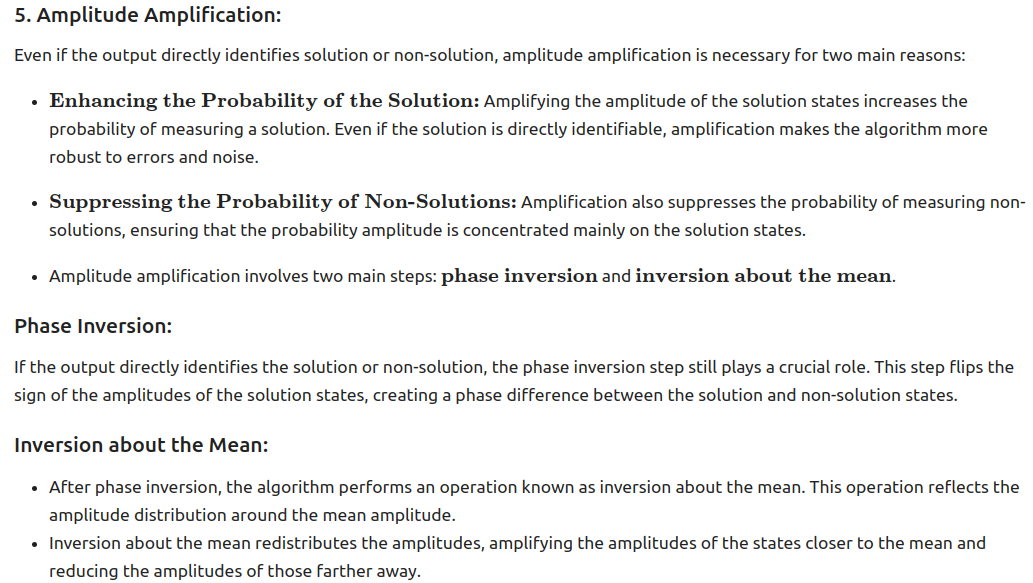 5. Amplitude Amplification:
Even if the output directly identifies solution or non-solution, amplitude amplification is necessary for two main reasons:
• Enhancing the Probability of the Solution: Amplifying the amplitude of the solution states increases the
probability of measuring a solution. Even if the solution is directly identifiable, amplification makes the algorithm more
robust to errors and noise.
• Suppressing the Probability of Non-Solutions: Amplification also suppresses the probability of measuring non-
solutions, ensuring that the probability amplitude is concentrated mainly on the solution states.
• Amplitude amplification involves two main steps: phase inversion and inversion about the mean.
Phase Inversion:
If the output directly identifies the solution or non-solution, the phase inversion step still plays a crucial role. This step flips the
sign of the amplitudes of the solution states, creating a phase difference between the solution and non-solution states.
Inversion about the Mean:
• After phase inversion, the algorithm performs an operation known as inversion about the mean. This operation reflects the
amplitude distribution around the mean amplitude.
• Inversion about the mean redistributes the amplitudes, amplifying the amplitudes of the states closer to the mean and
reducing the amplitudes of those farther away.